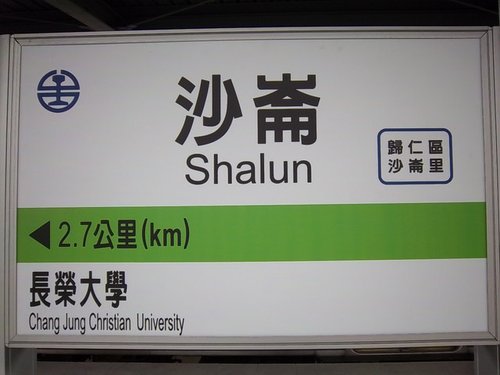 沙崙
Shalun
歸仁區
沙崙里
2.7公里(km)
長榮大學
Chang Jung Christian University